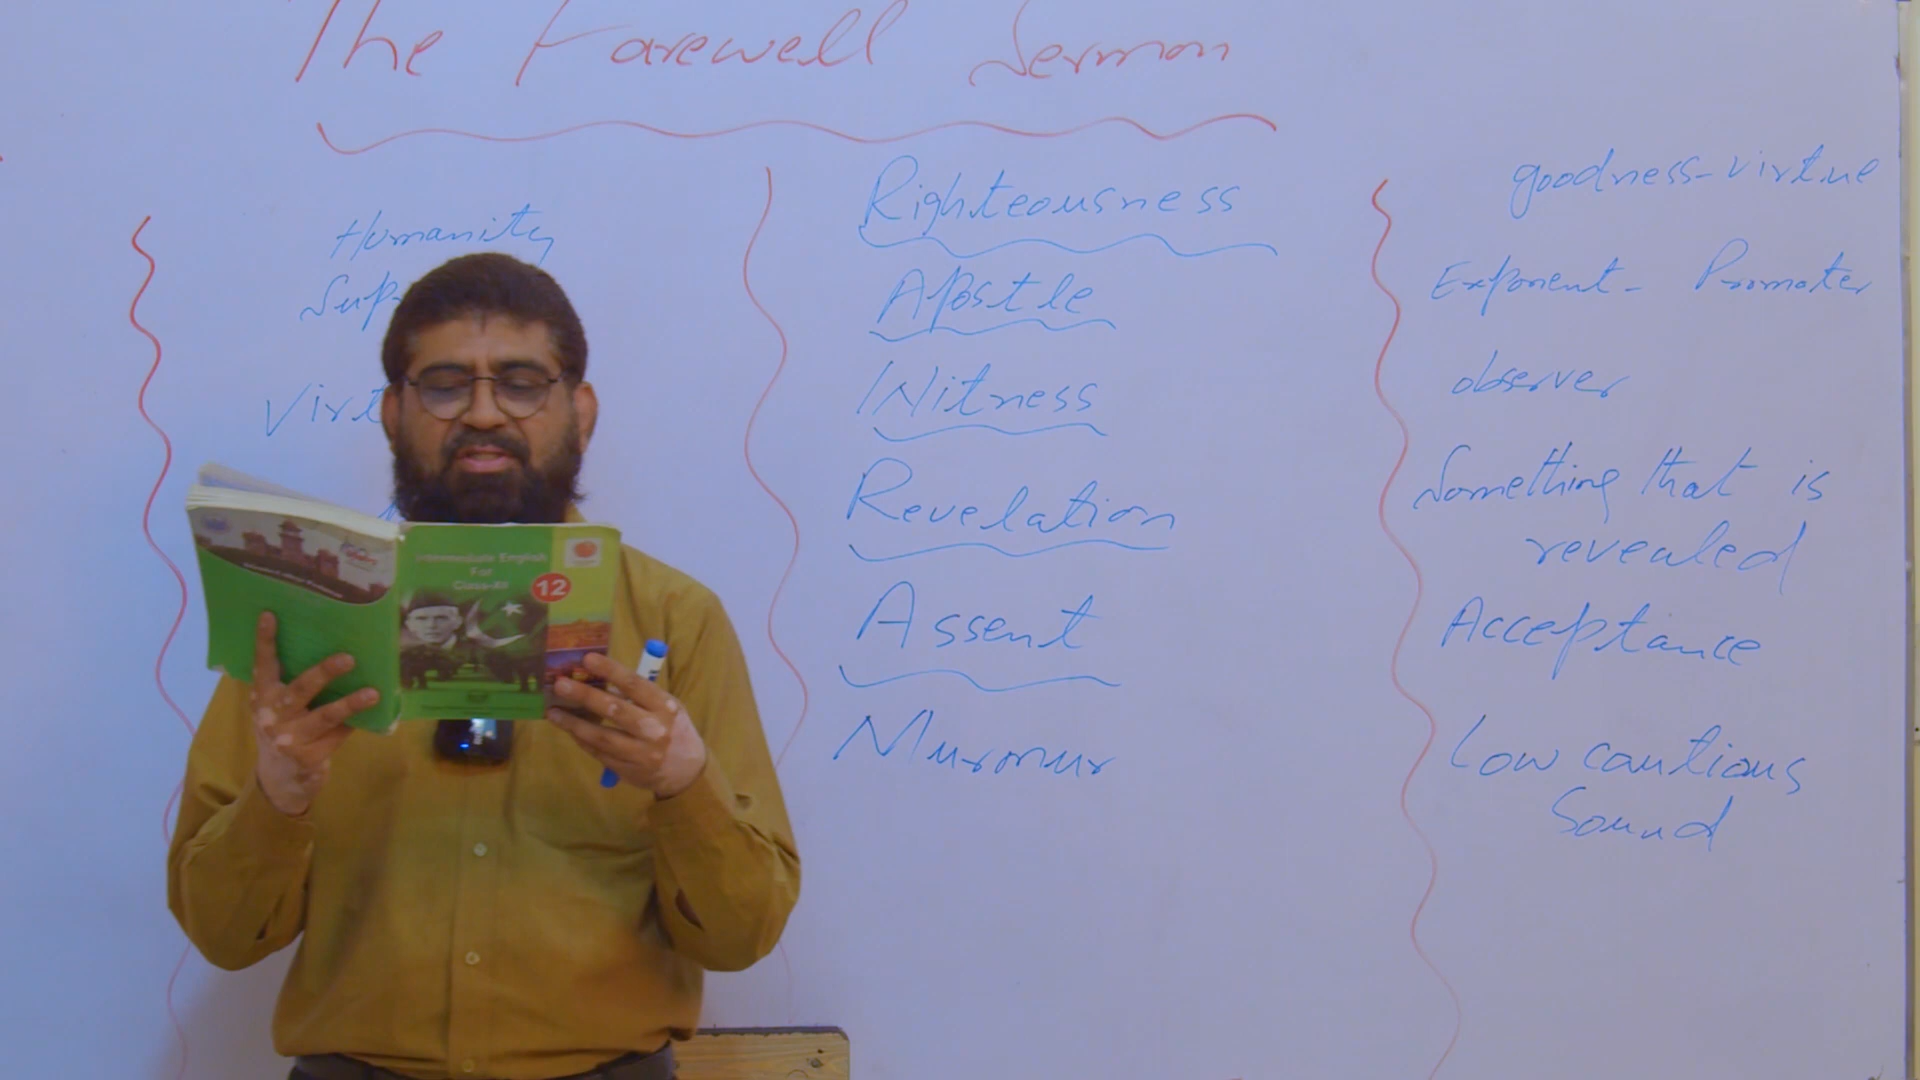 The Farewell Sermon
Humanity
Righteousness
goodness-virtue
Apostle
Exponent - Promoter
Witness
observer
Revelation
Something that is
revealed
Assent
Acceptance
Murmur
Low cautious
Sound
Intermediate English
For
Class-XII
12